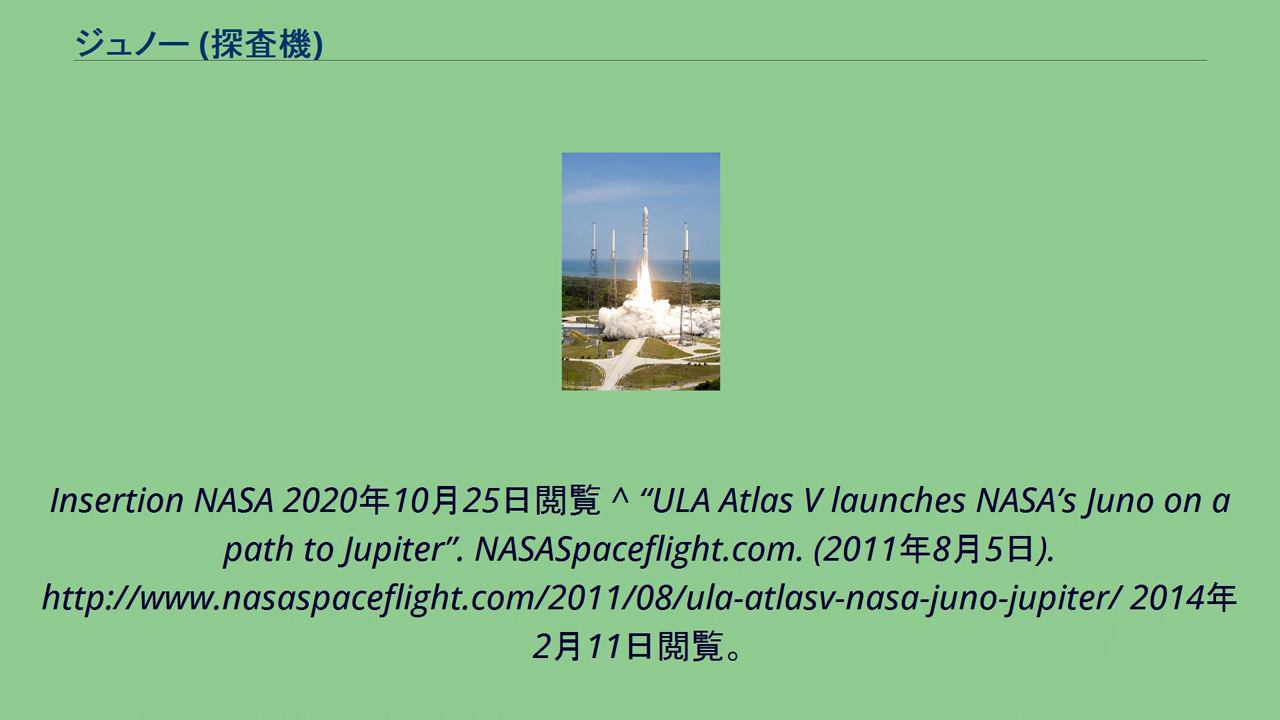 ジュノー (探査機)
Insertion NASA 2020年10月25日閲覧 ^ “ULA Atlas V launches NASA’s Juno on a
path to Jupiter”. NASASpaceflight.com. (2011年8月5日).
http://www.nasaspaceflight.com/2011/08/ula-atlasv-nasa-juno-jupiter/ 2014年
2月11日閲覧。